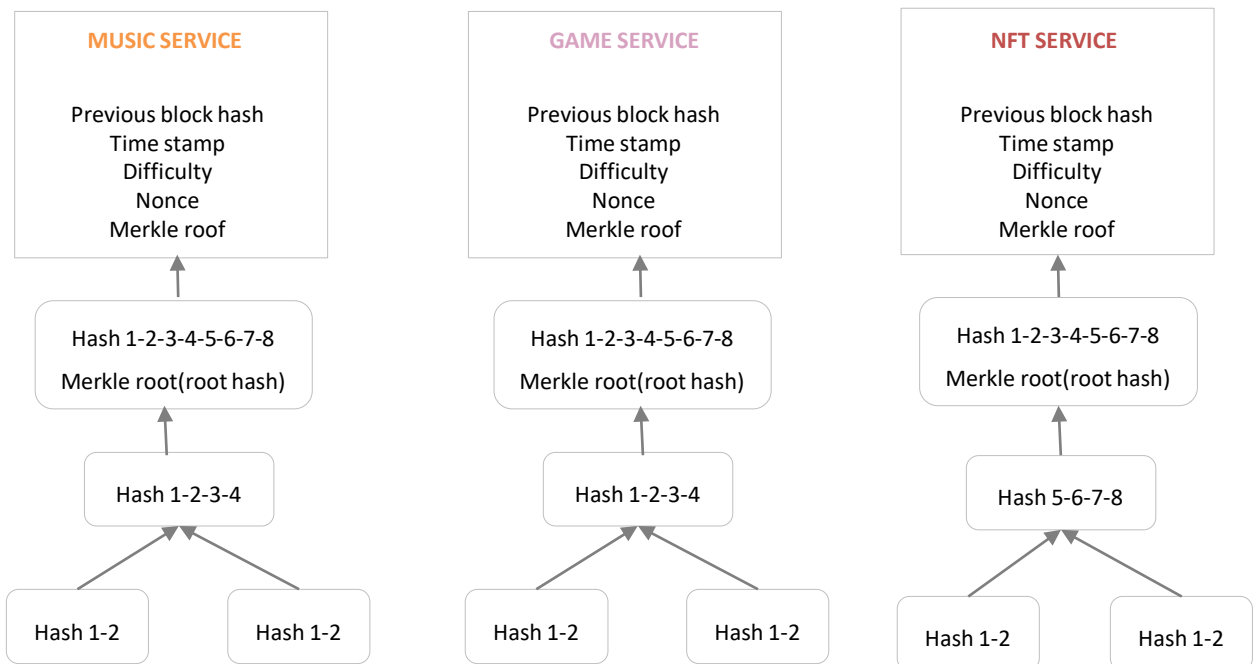 MUSIC SERVICE
Previous block hash
Time stamp
Difficulty
Nonce
Merkle roof
Hash 1-2-3-4-5-6-7-8
Merkle root(root hash)
Hash 1-2-3-4
Hash 1-2
Hash 1-2
GAME SERVICE
Previous block hash
Time stamp
Difficulty
Nonce
Merkle roof
Hash 1-2-3-4-5-6-7-8
Merkle root(root hash)
Hash 1-2-3-4
Hash 1-2
Hash 1-2
NFT SERVICE
Previous block hash
Time stamp
Difficulty
Nonce
Merkle roof
Hash 1-2-3-4-5-6-7-8
Merkle root(root hash)
Hash 5-6-7-8
Hash 1-2
Hash 1-2